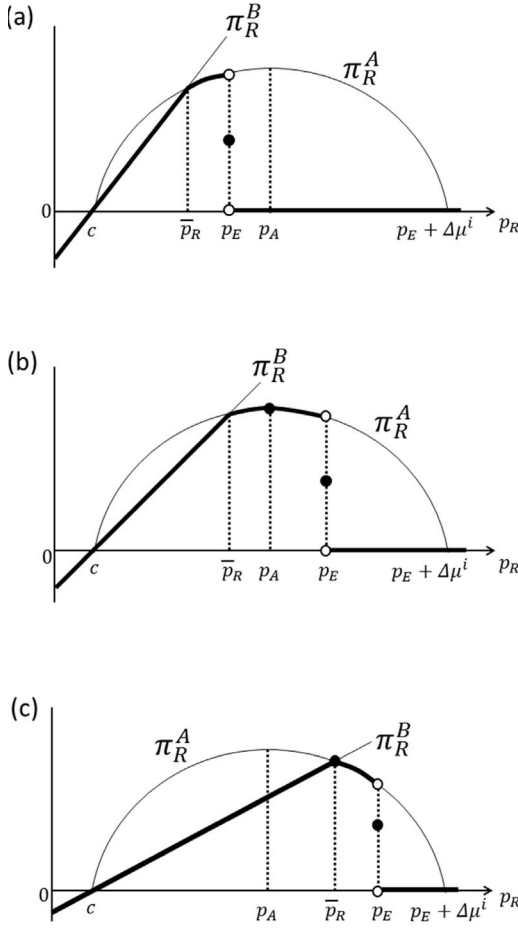 (a)
π_R^B
π_R^A
0
c p̅_R p_E p_A p_E + Δμ^i p_R
(b)
π_R^B
π_R^A
0
c p̅_R p_A p_E p_E + Δμ^i p_R
(c)
π_R^A π_R^B
0
c p_A p̅_R p_E p_E + Δμ^i p_R